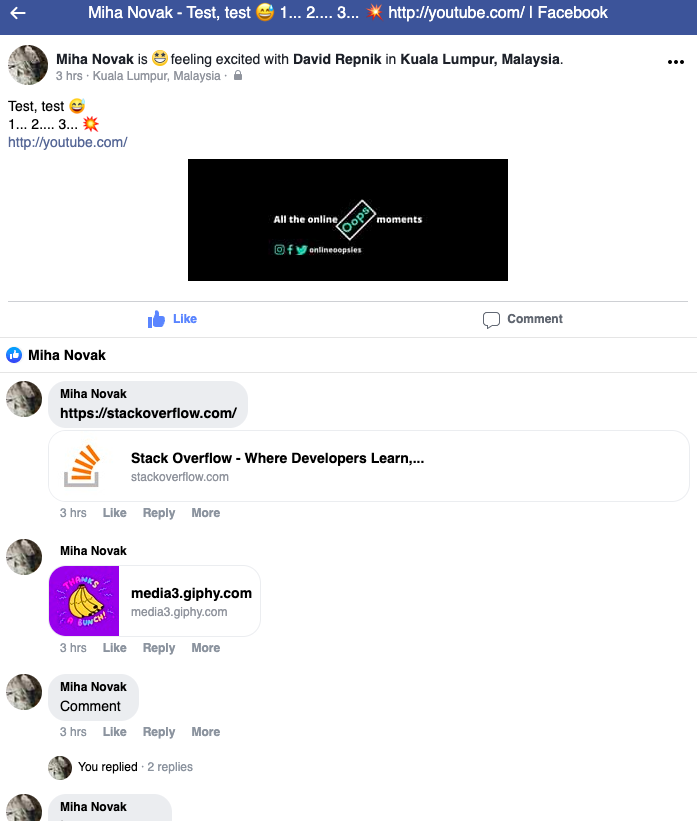 Miha Novak - Test, test 😅 1... 2.... 3... 💥 http://youtube.com/ | Facebook
Miha Novak is 😁 feeling excited with David Repnik in Kuala Lumpur, Malaysia.
3 hrs · Kuala Lumpur, Malaysia ·
Test, test 😅
1... 2.... 3... 💥
http://youtube.com/
All the online Oops moments
onlineoopsies
Like
Comment
Miha Novak
Miha Novak
https://stackoverflow.com/
Stack Overflow - Where Developers Learn,...
stackoverflow.com
3 hrs Like Reply More
Miha Novak
THANKS
A BUNCH!
media3.giphy.com
media3.giphy.com
3 hrs Like Reply More
Miha Novak
Comment
3 hrs Like Reply More
You replied · 2 replies
Miha Novak